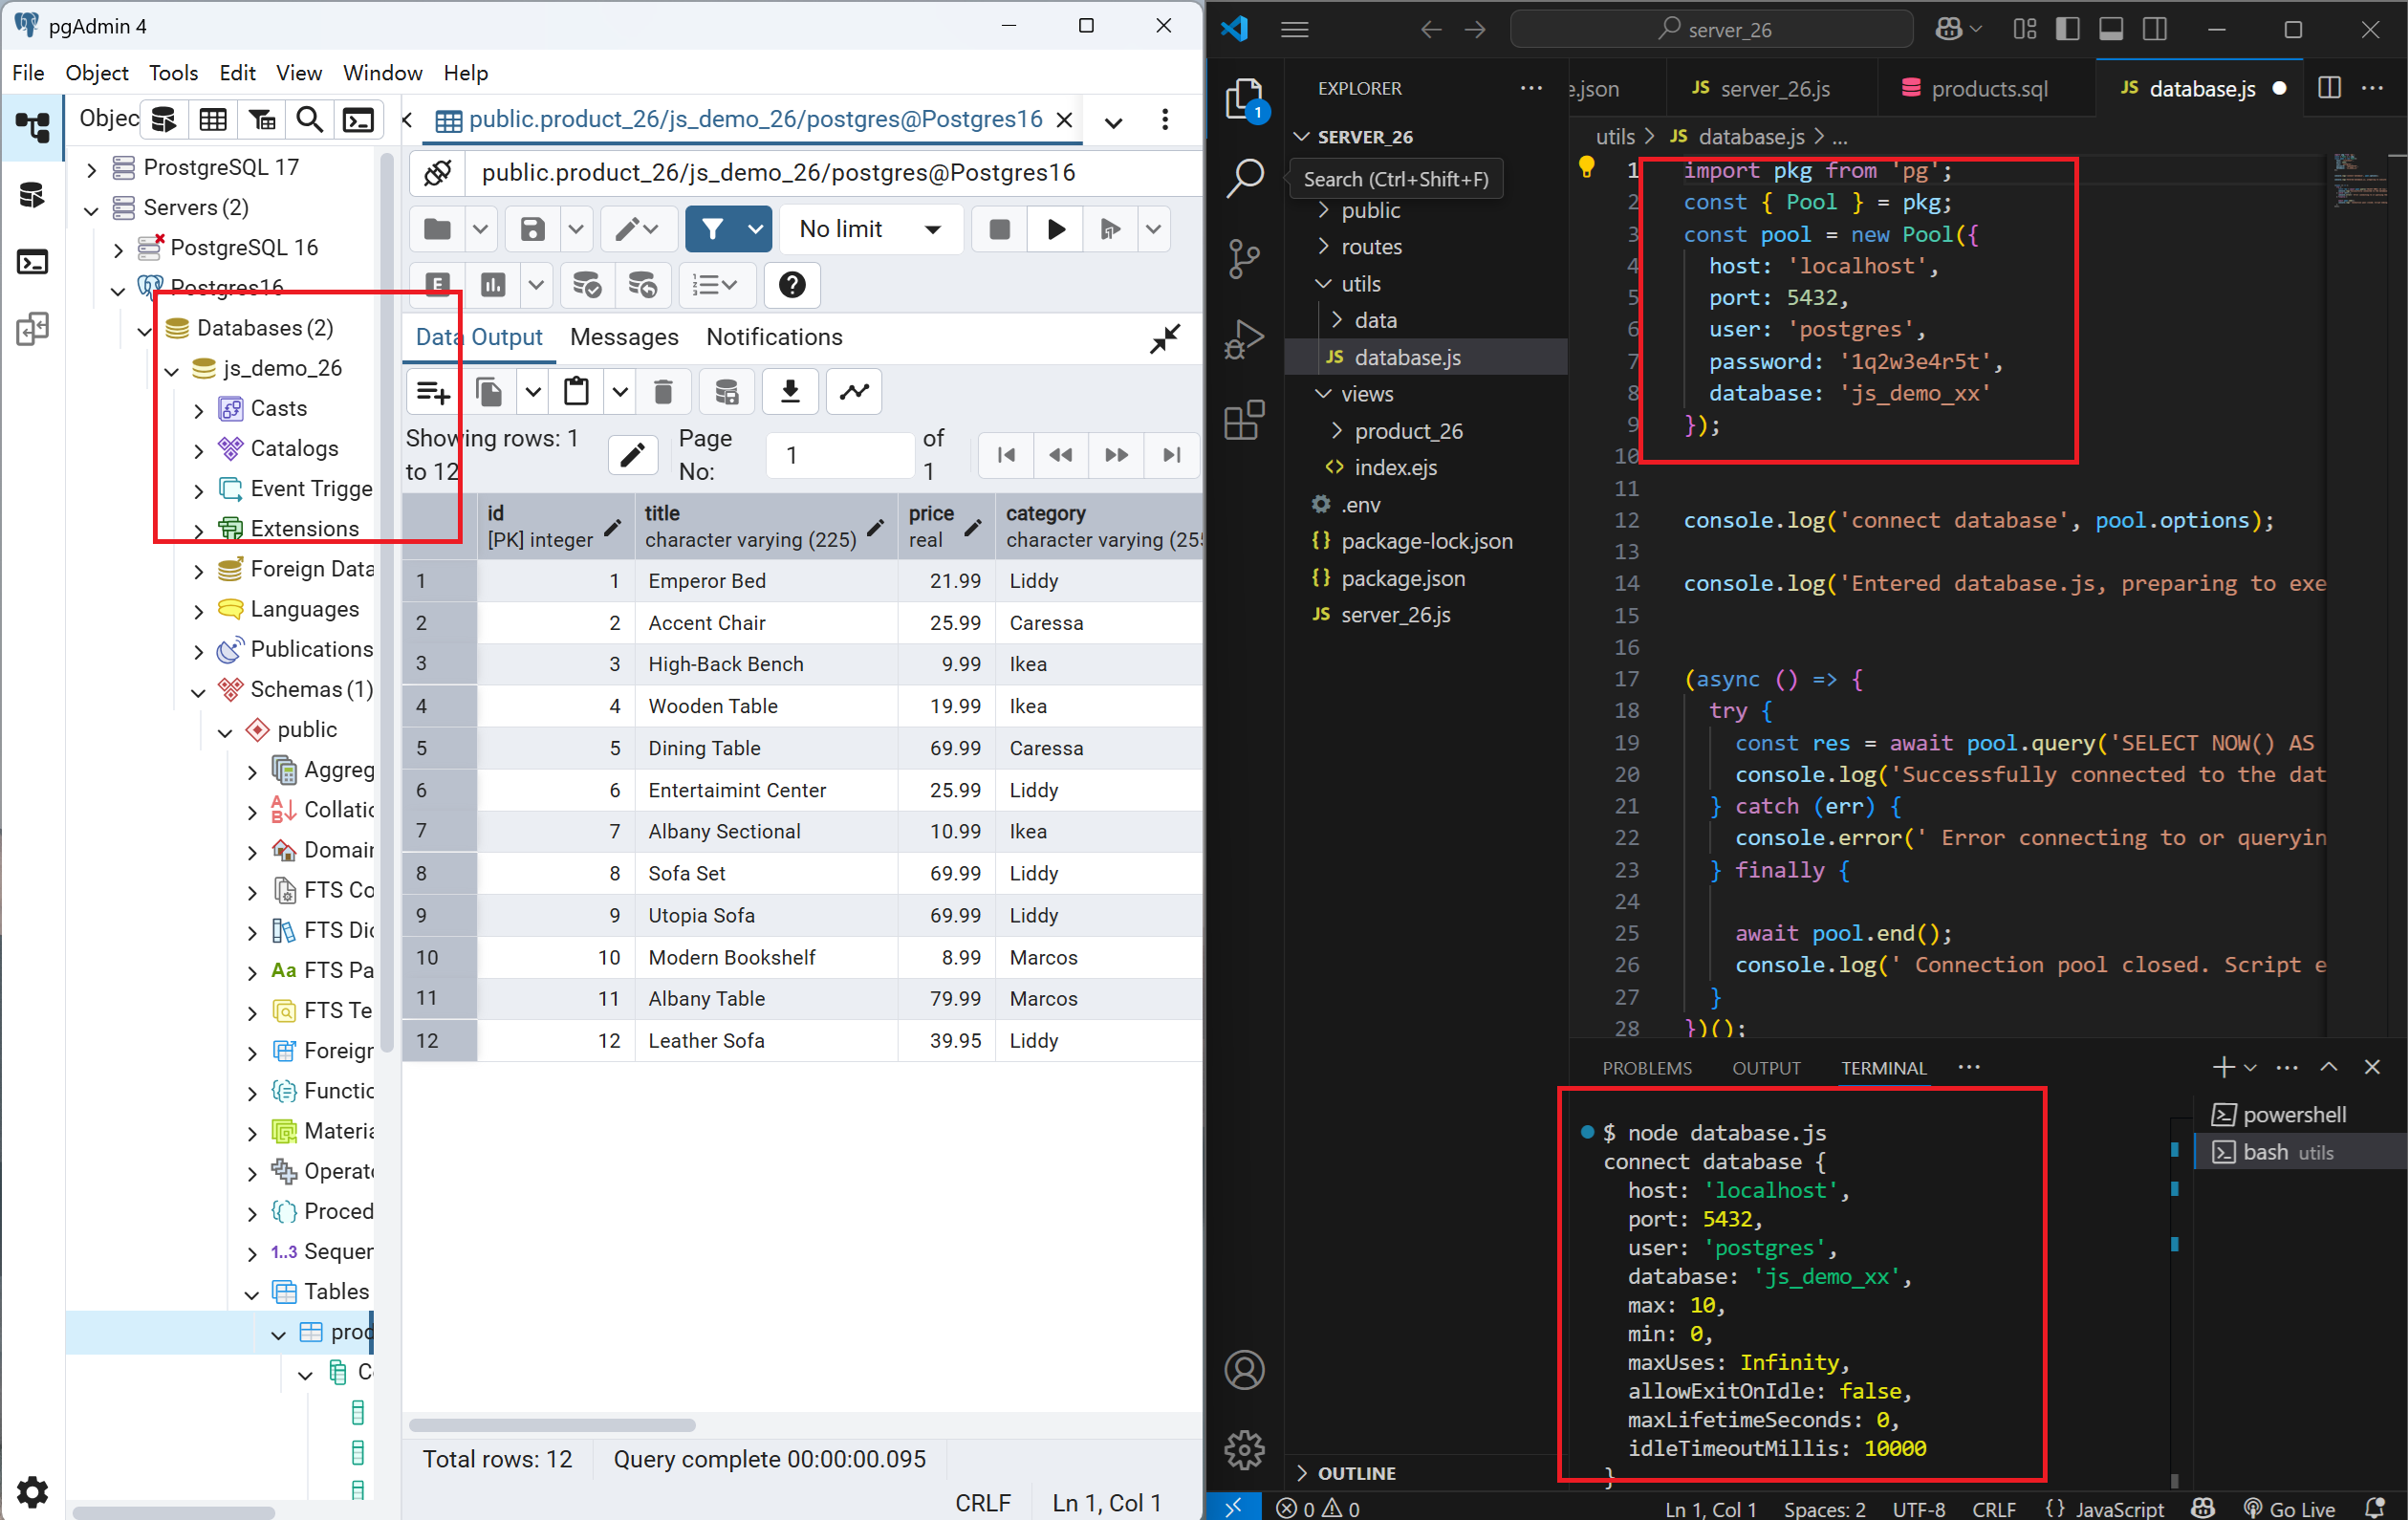 pgAdmin 4
File Object Tools Edit View Window Help
Objec
public.product_26/js_demo_26/postgres@Postgres16
public.product_26/js_demo_26/postgres@Postgres16
No limit
E
Data Output Messages Notifications
Showing rows: 1 to 12
Page No: 1 of 1
id
[PK] integer
title
character varying (225)
price
real
category
character varying (255
1 1 Emperor Bed 21.99 Liddy
2 2 Accent Chair 25.99 Caressa
3 3 High-Back Bench 9.99 Ikea
4 4 Wooden Table 19.99 Ikea
5 5 Dining Table 69.99 Caressa
6 6 Entertaimint Center 25.99 Liddy
7 7 Albany Sectional 10.99 Ikea
8 8 Sofa Set 69.99 Liddy
9 9 Utopia Sofa 69.99 Liddy
10 10 Modern Bookshelf 8.99 Marcos
11 11 Albany Table 79.99 Marcos
12 12 Leather Sofa 39.95 Liddy
Total rows: 12 Query complete 00:00:00.095
CRLF Ln 1, Col 1
ProstgreSQL 17
Servers (2)
PostgreSQL 16
Postgres16
Databases (2)
js_demo_26
Casts
Catalogs
Event Trigge
Extensions
Foreign Data
Languages
Publications
Schemas (1)
public
Aggreg
Collatic
Domair
FTS Co
FTS Dic
Aa FTS Pa
FTS Te
Foreigr
Functio
Materia
Operato
Proced
1..3 Sequer
Tables
prod
Co
server_26
EXPLORER
SERVER_26
Search (Ctrl+Shift+F)
public
routes
utils
data
JS database.js
views
product_26
<> index.ejs
.env
{} package-lock.json
{} package.json
JS server_26.js
OUTLINE
1
e.json
JS server_26.js
products.sql
JS database.js
utils > JS database.js > ...
1 import pkg from 'pg';
2 const { Pool } = pkg;
3 const pool = new Pool({
4 host: 'localhost',
5 port: 5432,
6 user: 'postgres',
7 password: '1q2w3e4r5t',
8 database: 'js_demo_xx'
9 });
10
11
12 console.log('connect database', pool.options);
13
14 console.log('Entered database.js, preparing to exe
15
16
17 (async () => {
18 try {
19 const res = await pool.query('SELECT NOW() AS
20 console.log('Successfully connected to the dat
21 } catch (err) {
22 console.error(' Error connecting to or queryin
23 } finally {
24
25 await pool.end();
26 console.log(' Connection pool closed. Script e
27 }
28 })();
PROBLEMS OUTPUT TERMINAL
$ node database.js
connect database {
host: 'localhost',
port: 5432,
user: 'postgres',
database: 'js_demo_xx',
max: 10,
min: 0,
maxUses: Infinity,
allowExitOnIdle: false,
maxLifetimeSeconds: 0,
idleTimeoutMillis: 10000
}
powershell
bash utils
0 0 Ln 1, Col 1 Spaces: 2 UTF-8 CRLF {} JavaScript Go Live